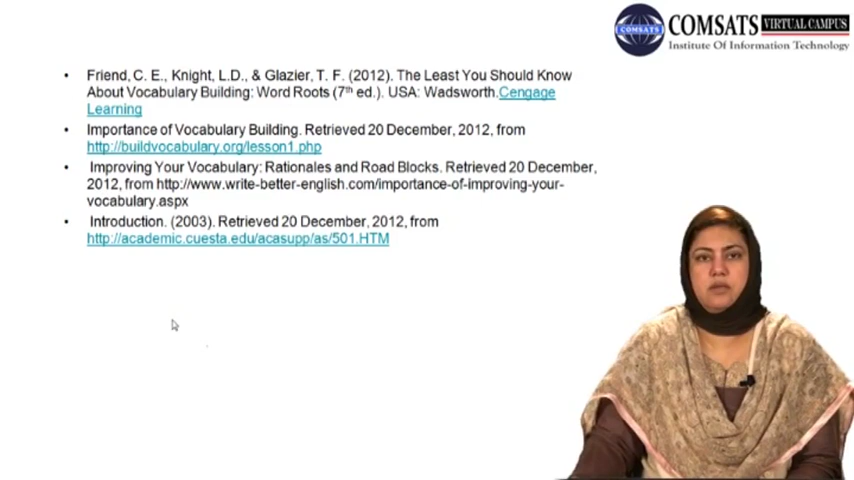 COMSATS VIRTUAL CAMPUS
COMSATS
Institute Of Information Technology
• Friend, C. E., Knight, L.D., & Glazier, T. F. (2012). The Least You Should Know
About Vocabulary Building: Word Roots (7th ed.). USA: Wadsworth.Cengage
Learning
• Importance of Vocabulary Building. Retrieved 20 December, 2012, from
http://buildvocabulary.org/lesson1.php
• Improving Your Vocabulary: Rationales and Road Blocks. Retrieved 20 December,
2012, from http://www.write-better-english.com/importance-of-improving-your-
vocabulary.aspx
• Introduction. (2003). Retrieved 20 December, 2012, from
http://academic.cuesta.edu/acasupp/as/501.HTM